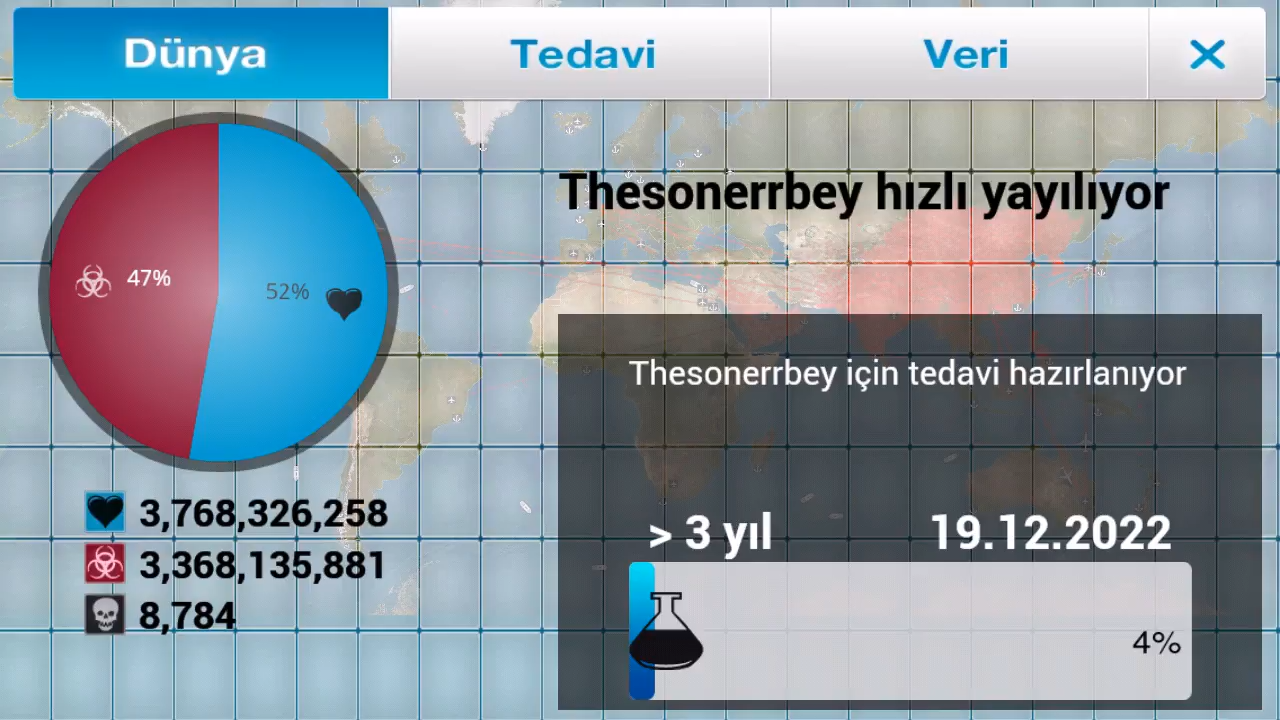 Dünya
Tedavi
Veri
Thesonerrbey hızlı yayılıyor
47%
52%
3,768,326,258
3,368,135,881
8,784
Thesonerrbey için tedavi hazırlanıyor
> 3 yıl
19.12.2022
4%